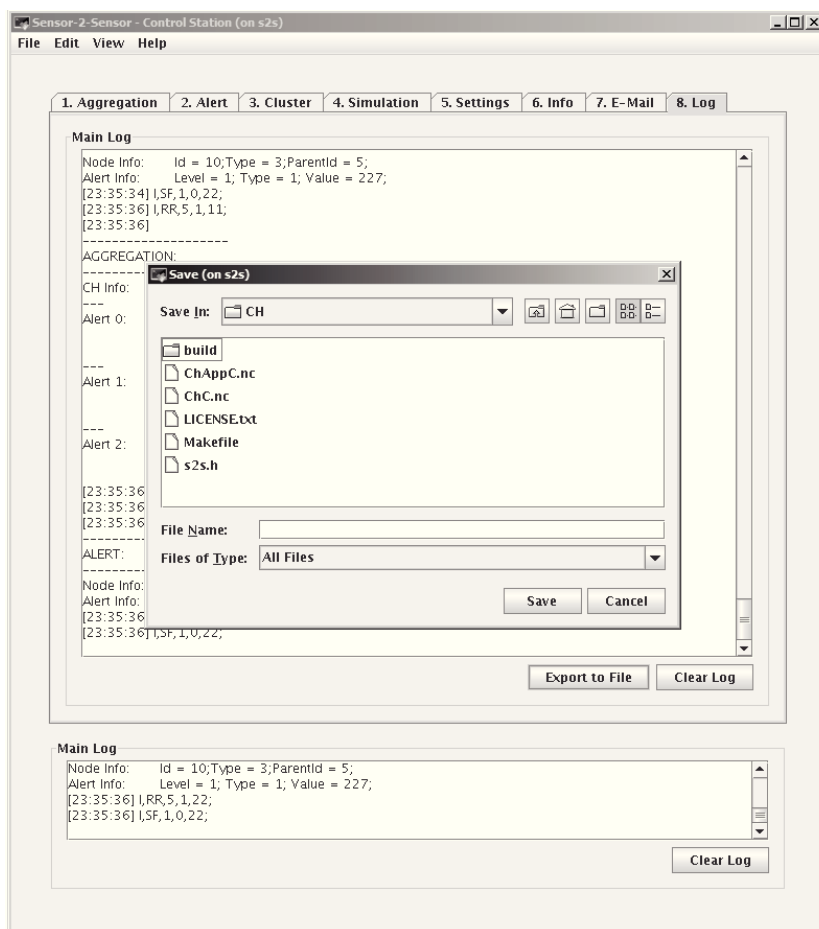 Sensor-2-Sensor - Control Station (on s2s)
File Edit View Help
1. Aggregation 2. Alert 3. Cluster 4. Simulation 5. Settings 6. Info 7. E-Mail 8. Log
Main Log
Node Info: Id = 10;Type = 3;ParentId = 5;
Alert Info: Level = 1; Type = 1; Value = 227;
[23:35:34] I,SF,1,0,22;
[23:35:36] I,RR,5,1,11;
[23:35:36]
--------------------
AGGREGATION:
---------
CH Info:
---
Alert 0:
---
Alert 1:
---
Alert 2:
[23:35:36
[23:35:36
[23:35:36
---------
ALERT:
---------
Node Info:
Alert Info:
[23:35:36
[23:35:36] I,SF,1,0,22;
Save (on s2s)
Save In: CH
build
ChAppC.nc
ChC.nc
LICENSE.txt
Makefile
s2s.h
File Name:
Files of Type: All Files
Save Cancel
Export to File Clear Log
Main Log
Node Info: Id = 10;Type = 3;ParentId = 5;
Alert Info: Level = 1; Type = 1; Value = 227;
[23:35:36] I,RR,5,1,22;
[23:35:36] I,SF,1,0,22;
Clear Log